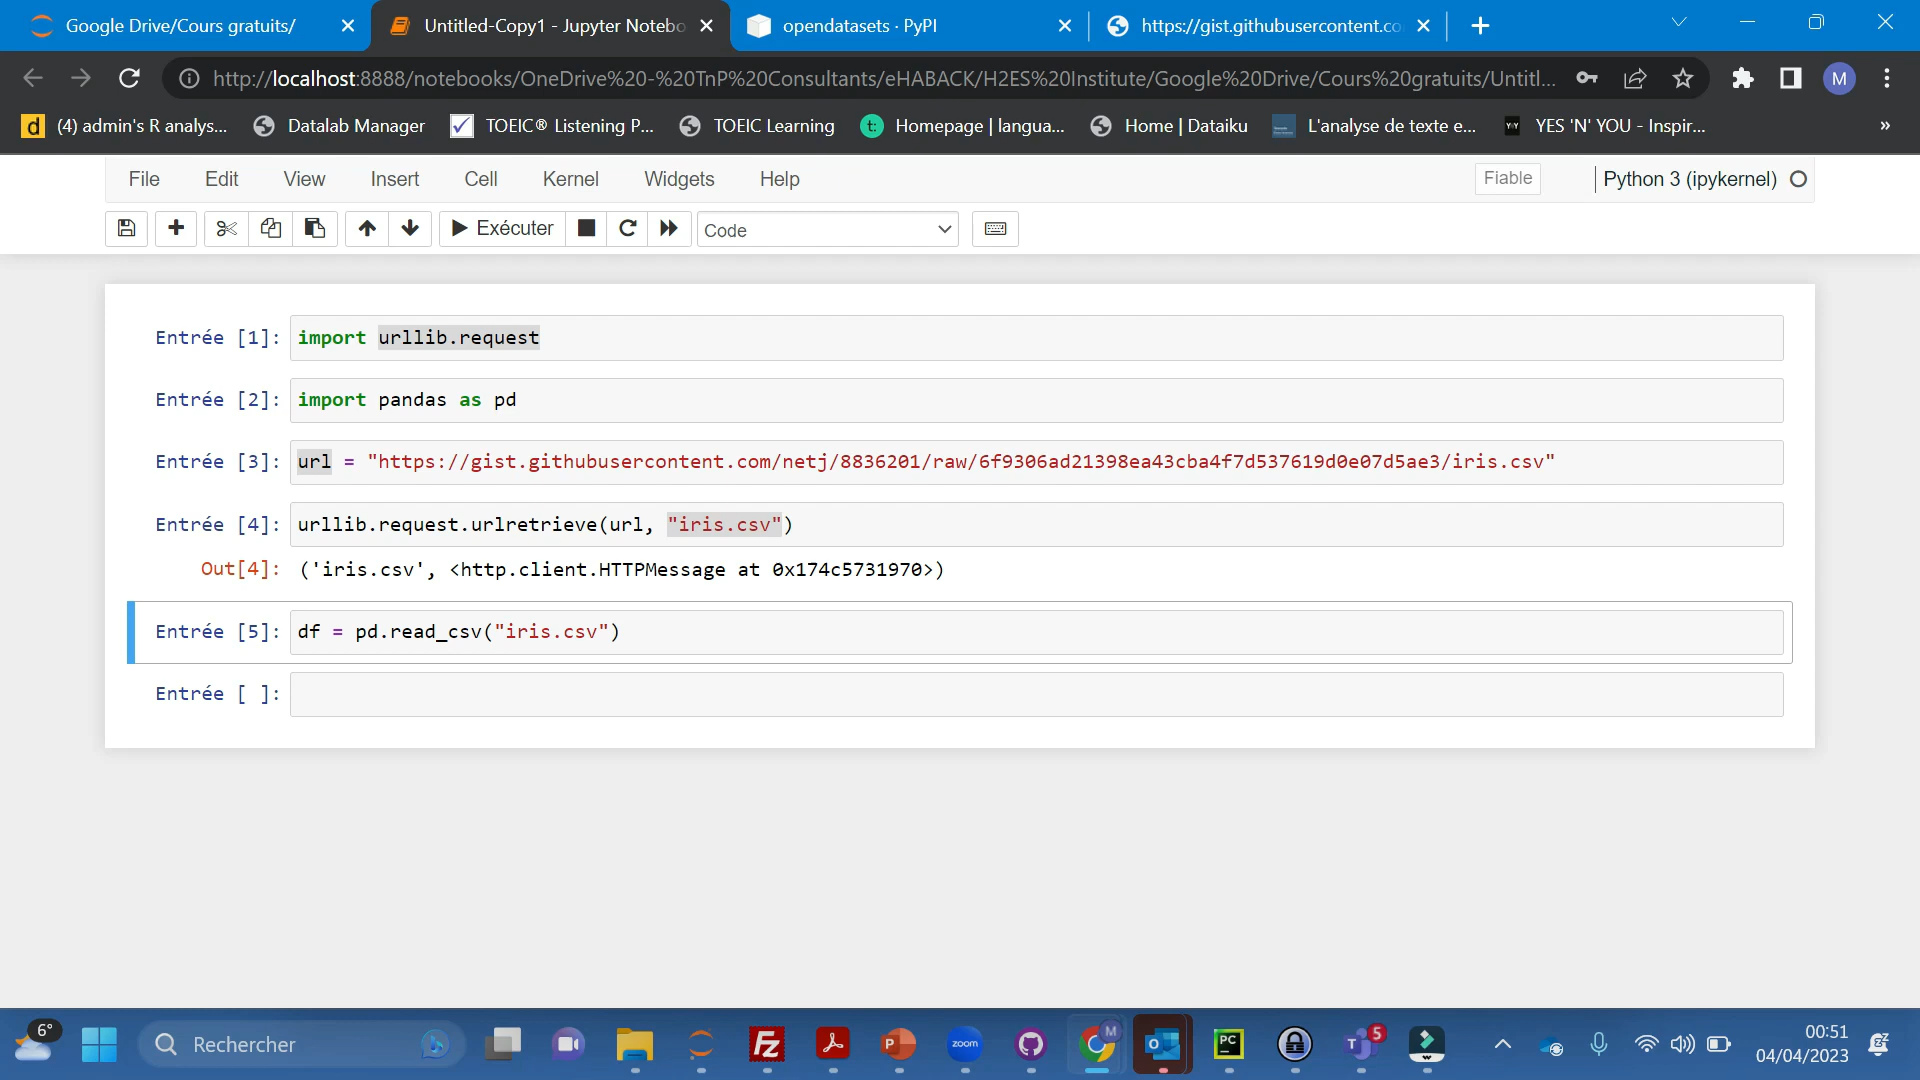 Google Drive/Cours gratuits/
Untitled-Copy1 - Jupyter Notebo
opendatasets · PyPI
https://gist.githubusercontent.co
http://localhost:8888/notebooks/OneDrive%20-%20TnP%20Consultants/eHABACK/H2ES%20Institute/Google%20Drive/Cours%20gratuits/Untitl...
M
d (4) admin's R analys...
Datalab Manager
TOEIC® Listening P...
TOEIC Learning
t: Homepage | langua...
Home | Dataiku
L'analyse de texte e...
YES 'N' YOU - Inspir...
»
File Edit View Insert Cell Kernel Widgets Help
Fiable
Python 3 (ipykernel)
Exécuter
Code
Entrée [1]: import urllib.request
Entrée [2]: import pandas as pd
Entrée [3]: url = "https://gist.githubusercontent.com/netj/8836201/raw/6f9306ad21398ea43cba4f7d537619d0e07d5ae3/iris.csv"
Entrée [4]: urllib.request.urlretrieve(url, "iris.csv")
Out[4]: ('iris.csv', <http.client.HTTPMessage at 0x174c5731970>)
Entrée [5]: df = pd.read_csv("iris.csv")
Entrée [ ]:
6°
Rechercher
Fz
P
zoom
M
O
PC
T
5
00:51
04/04/2023